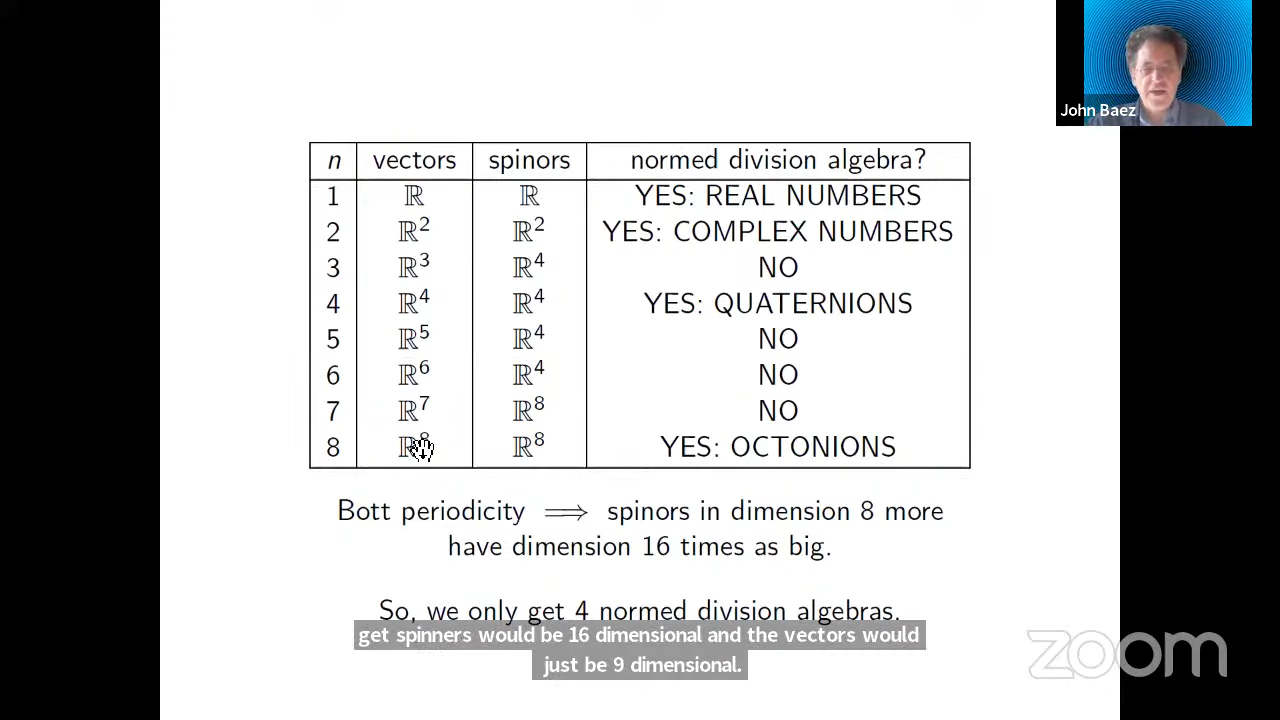 John Baez
n vectors spinors normed division algebra?
1 ℝ ℝ YES: REAL NUMBERS
2 ℝ² ℝ² YES: COMPLEX NUMBERS
3 ℝ³ ℝ⁴ NO
4 ℝ⁴ ℝ⁴ YES: QUATERNIONS
5 ℝ⁵ ℝ⁴ NO
6 ℝ⁶ ℝ⁴ NO
7 ℝ⁷ ℝ⁸ NO
8 ℝ⁸ ℝ⁸ YES: OCTONIONS
Bott periodicity ⟹ spinors in dimension 8 more
have dimension 16 times as big.
So, we only get 4 normed division algebras.
get spinners would be 16 dimensional and the vectors would
just be 9 dimensional.
zoom